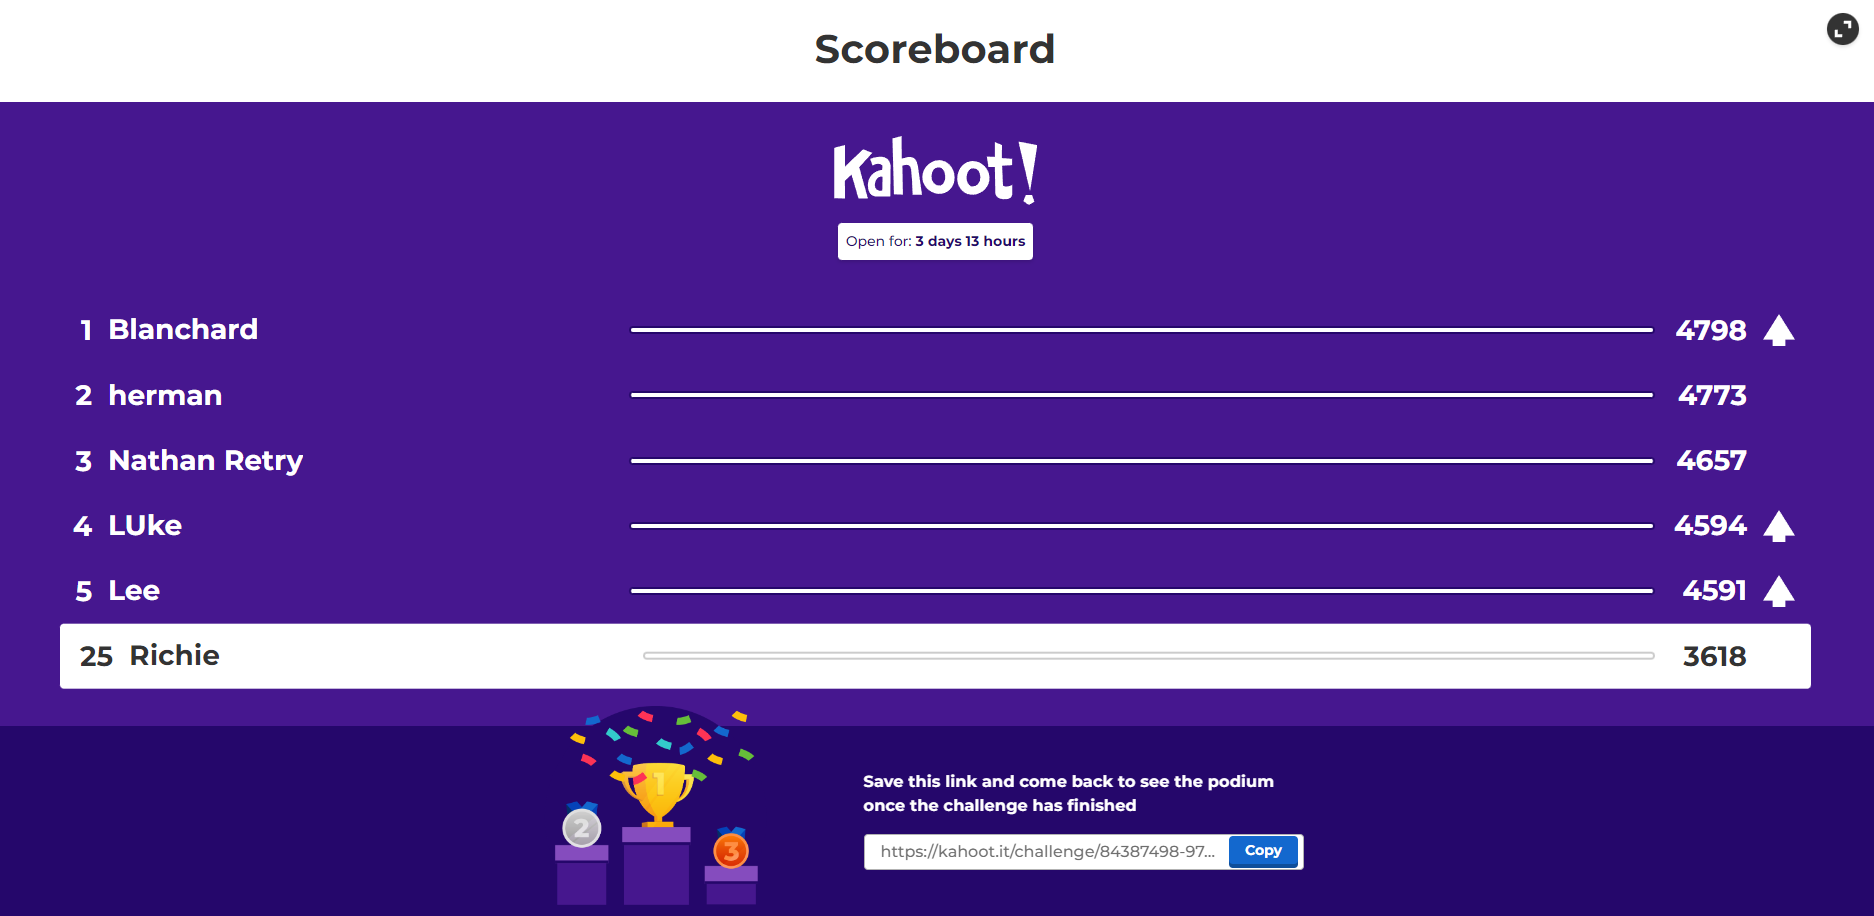 Scoreboard
Kahoot!
Open for: 3 days 13 hours
1 Blanchard 4798
2 herman 4773
3 Nathan Retry 4657
4 LUke 4594
5 Lee 4591
25 Richie 3618
1
2
3
Save this link and come back to see the podium
once the challenge has finished
https://kahoot.it/challenge/84387498-97... Copy